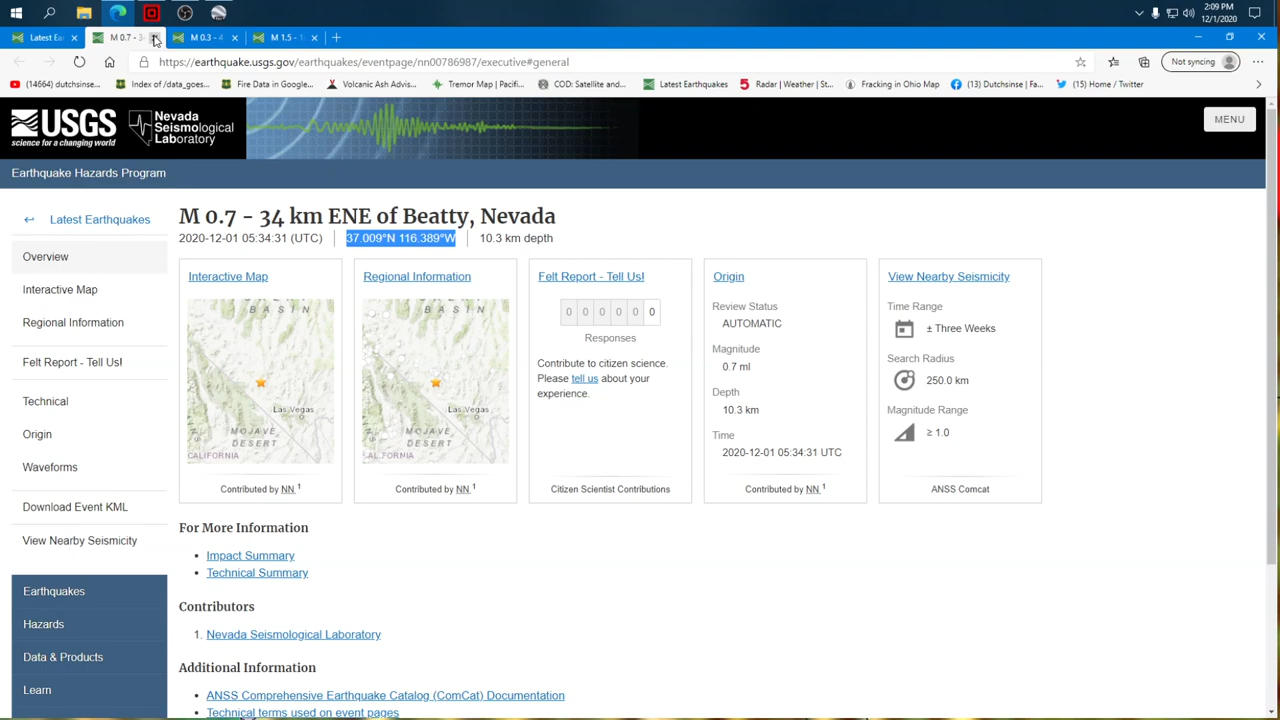 2:09 PM
12/1/2020
Latest Ea
M 0.7 - 3
M 0.3 - 4
M 1.5 -
https://earthquake.usgs.gov/earthquakes/eventpage/nn00786987/executive#general
Not syncing
(14664) dutchsinse...
Index of /data_goes...
Fire Data in Google...
Volcanic Ash Advis...
Tremor Map | Pacifi...
COD: Satellite and...
Latest Earthquakes
Radar | Weather | St...
Fracking in Ohio Map
(13) Dutchsinse | Fa...
(15) Home / Twitter
USGS
science for a changing world
Nevada
Seismological
Laboratory
MENU
Earthquake Hazards Program
Latest Earthquakes
Overview
Interactive Map
Regional Information
Felt Report - Tell Us!
Technical
Origin
Waveforms
Download Event KML
View Nearby Seismicity
Earthquakes
Hazards
Data & Products
Learn
M 0.7 - 34 km ENE of Beatty, Nevada
2020-12-01 05:34:31 (UTC)
37.009°N 116.389°W
10.3 km depth
Interactive Map
BASIN
Las Vegas
MOJAVE
DESERT
CALIFORNIA
Contributed by NN 1
Regional Information
BASIN
Las Vegas
MOJAVE
DESERT
CAL.FORNIA
Contributed by NN 1
Felt Report - Tell Us!
0 0 0 0 0 0
Responses
Contribute to citizen science.
Please tell us about your
experience.
Citizen Scientist Contributions
Origin
Review Status
AUTOMATIC
Magnitude
0.7 ml
Depth
10.3 km
Time
2020-12-01 05:34:31 UTC
Contributed by NN 1
View Nearby Seismicity
Time Range
± Three Weeks
Search Radius
250.0 km
Magnitude Range
≥ 1.0
ANSS Comcat
For More Information
• Impact Summary
• Technical Summary
Contributors
1. Nevada Seismological Laboratory
Additional Information
• ANSS Comprehensive Earthquake Catalog (ComCat) Documentation
• Technical terms used on event pages